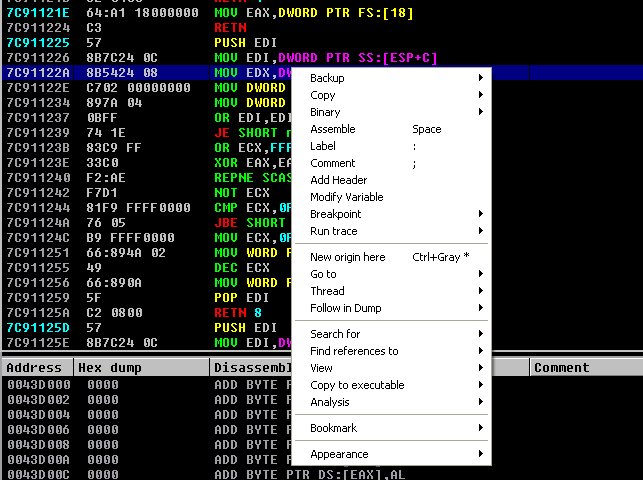 7C91121E 64:A1 18000000 MOV EAX,DWORD PTR FS:[18]
7C911224 C3 RETN
7C911225 57 PUSH EDI
7C911226 8B7C24 0C MOV EDI,DWORD PTR SS:[ESP+C]
7C91122A 8B5424 08 MOV EDX,DW
7C91122E C702 00000000 MOV DWORD
7C911234 897A 04 MOV DWORD
7C911237 0BFF OR EDI,EDI
7C911239 74 1E JE SHORT
7C91123B 83C9 FF OR ECX,FFF
7C91123E 33C0 XOR EAX,EA
7C911240 F2:AE REPNE SCAS
7C911242 F7D1 NOT ECX
7C911244 81F9 FFFF0000 CMP ECX,0F
7C91124A 76 05 JBE SHORT
7C91124C B9 FFFF0000 MOV ECX,0F
7C911251 66:894A 02 MOV WORD P
7C911255 49 DEC ECX
7C911256 66:890A MOV WORD P
7C911259 5F POP EDI
7C91125A C2 0800 RETN 8
7C91125D 57 PUSH EDI
7C91125E 8B7C24 0C MOV EDI,DW
Backup
Copy
Binary
Assemble Space
Label :
Comment ;
Add Header
Modify Variable
Breakpoint
Run trace
New origin here Ctrl+Gray *
Go to
Thread
Follow in Dump
Search for
Find references to
View
Copy to executable
Analysis
Bookmark
Appearance
Address Hex dump Disassembl Comment
0043D000 0000 ADD BYTE P
0043D002 0000 ADD BYTE P
0043D004 0000 ADD BYTE P
0043D006 0000 ADD BYTE P
0043D008 0000 ADD BYTE P
0043D00A 0000 ADD BYTE P
0043D00C 0000 ADD BYTE PTR DS:[EAX],AL